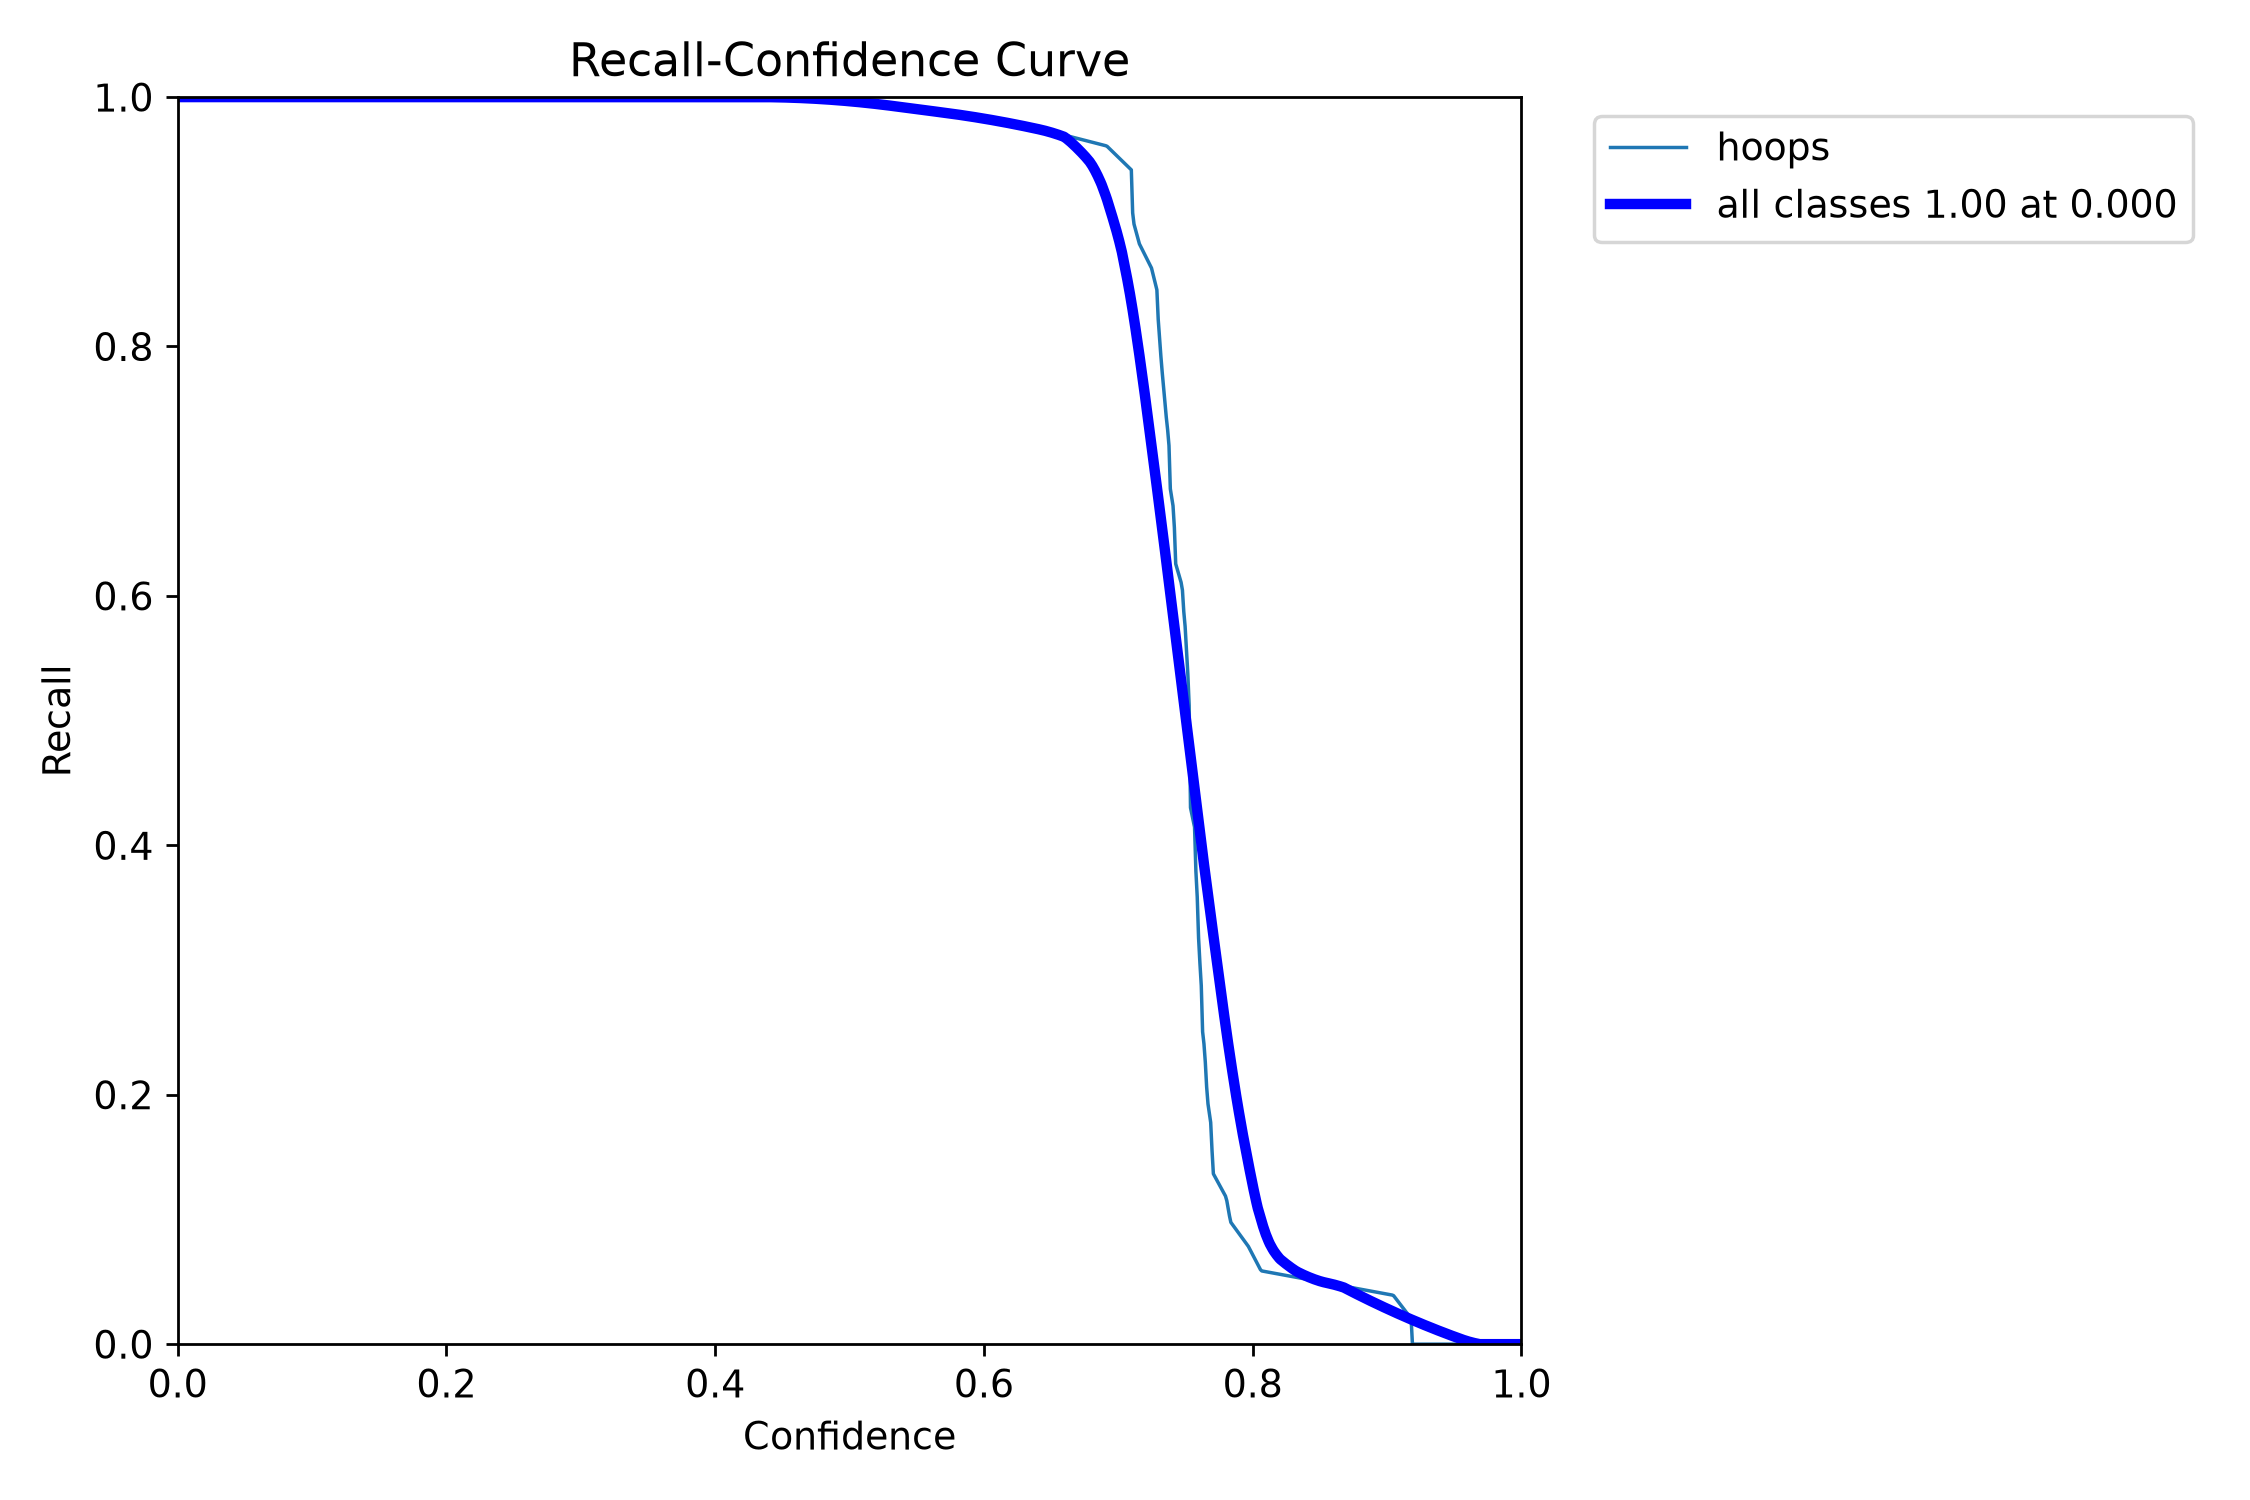 Recall-Confidence Curve
1.0
0.8
0.6
0.4
0.2
0.0
Recall
0.0 0.2 0.4 0.6 0.8 1.0
Confidence
hoops
all classes 1.00 at 0.000